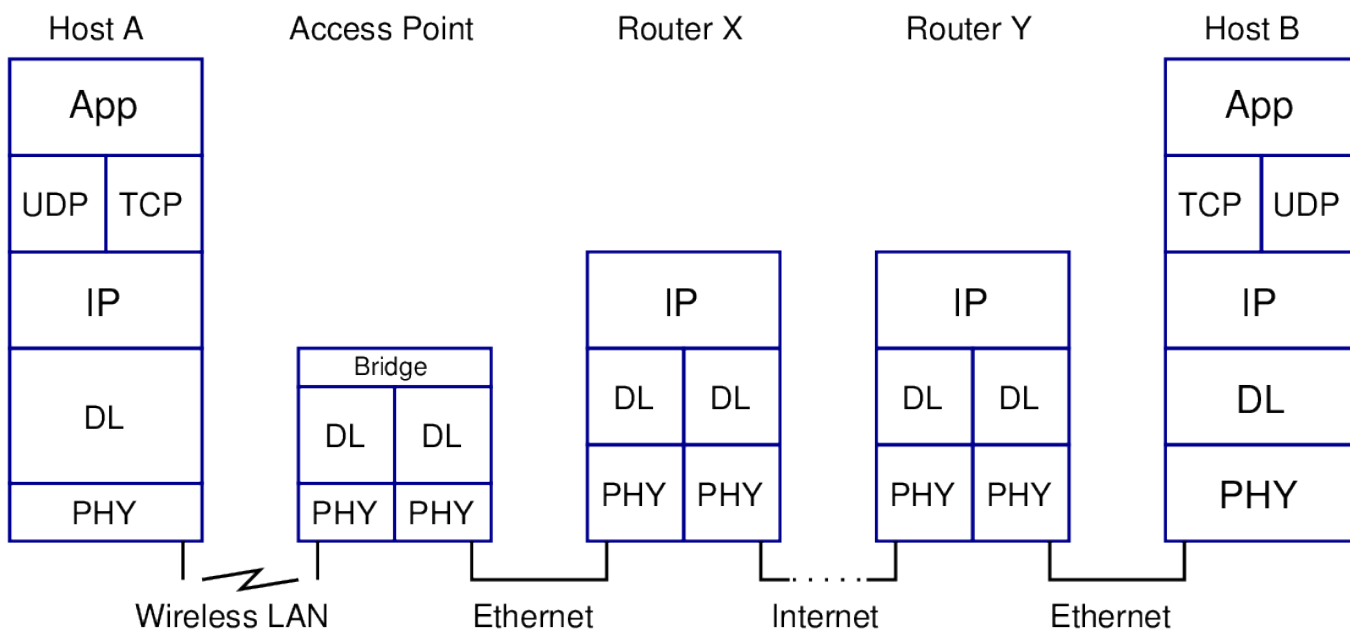 Host A
Access Point
Router X
Router Y
Host B
App
App
UDP
TCP
TCP
UDP
IP
IP
IP
IP
Bridge
DL
DL
DL
DL
DL
DL
DL
DL
PHY
PHY
PHY
PHY
PHY
PHY
PHY
PHY
Wireless LAN
Ethernet
Internet
Ethernet